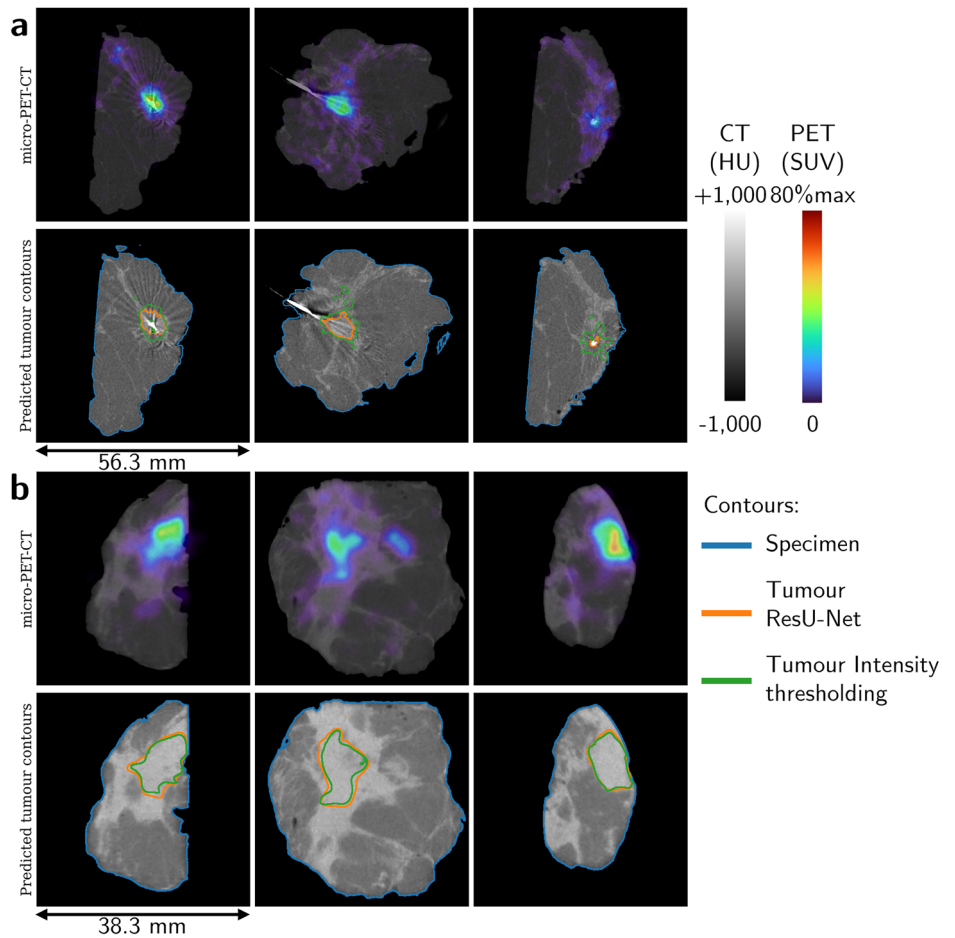 a
micro-PET-CT
Predicted tumour contours
56.3 mm
CT
(HU)
PET
(SUV)
+1,000
80%max
-1,000
0
b
micro-PET-CT
Predicted tumour contours
38.3 mm
Contours:
Specimen
Tumour
ResU-Net
Tumour Intensity
thresholding